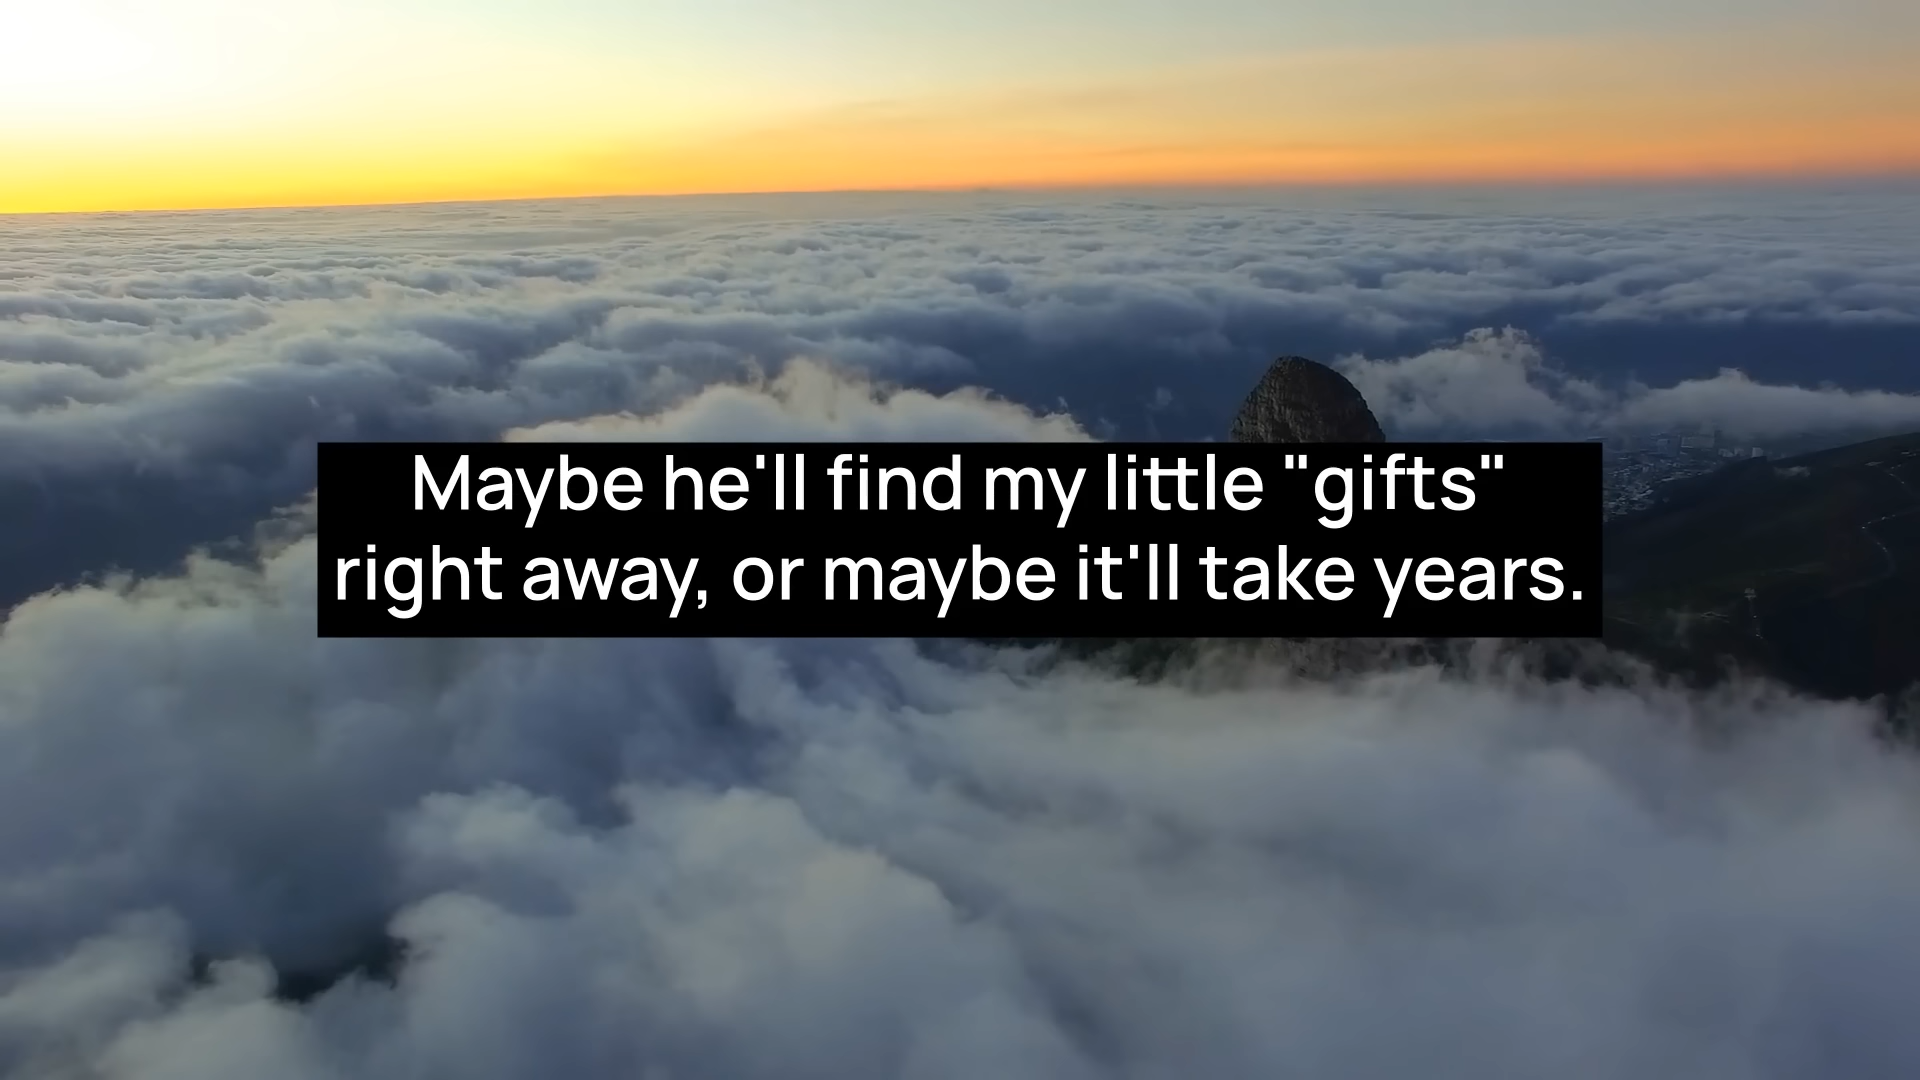 Maybe he'll find my little "gifts"
right away, or maybe it'll take years.